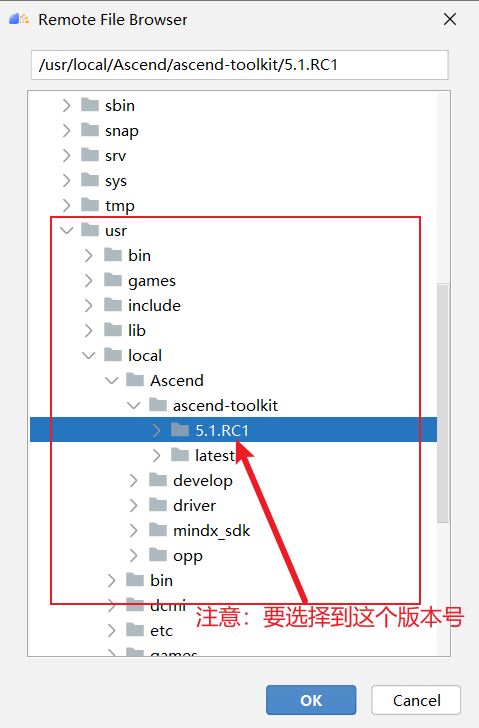 Remote File Browser
/usr/local/Ascend/ascend-toolkit/5.1.RC1
sbin
snap
srv
sys
tmp
usr
bin
games
include
lib
local
Ascend
ascend-toolkit
5.1.RC1
latest
develop
driver
mindx_sdk
opp
bin
dcmi
注意：要选择到这个版本号
etc
games
OK
Cancel